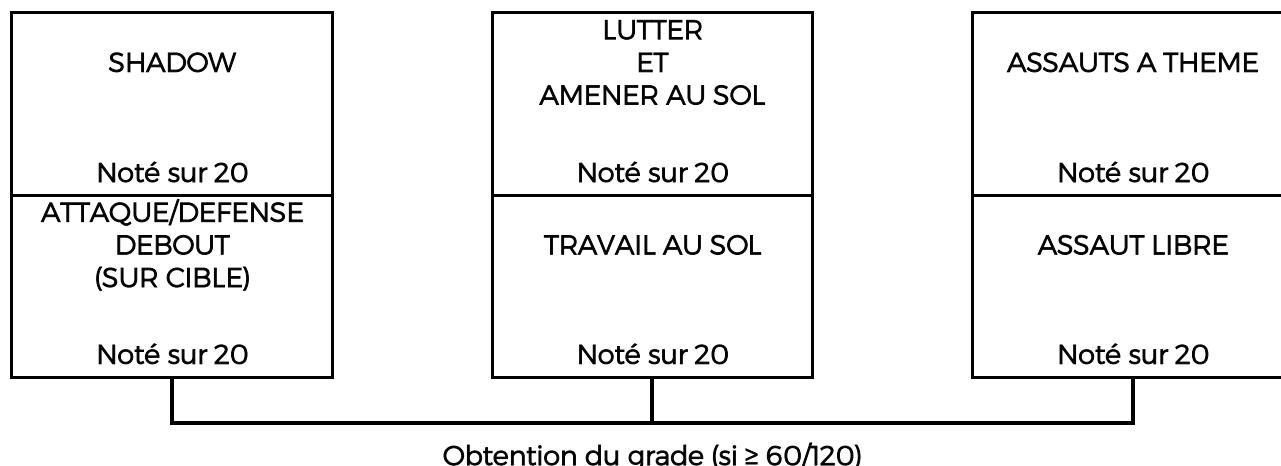 SHADOW
Noté sur 20
ATTAQUE/DEFENSE
DEBOUT
(SUR CIBLE)
Noté sur 20
LUTTER
ET
AMENER AU SOL
Noté sur 20
TRAVAIL AU SOL
Noté sur 20
ASSAUTS A THEME
Noté sur 20
ASSAUT LIBRE
Noté sur 20
Obtention du grade (si ≥ 60/120)